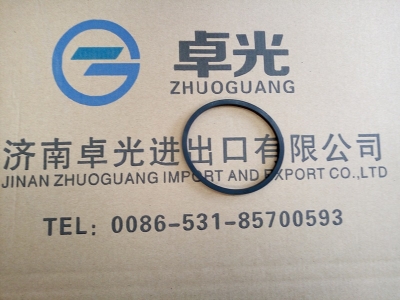 卓光
ZHUOGUANG
济南卓光进出口有限公司
JINAN ZHUOGUANG IMPORT AND EXPORT CO.,LTD
TEL: 0086-531-85700593